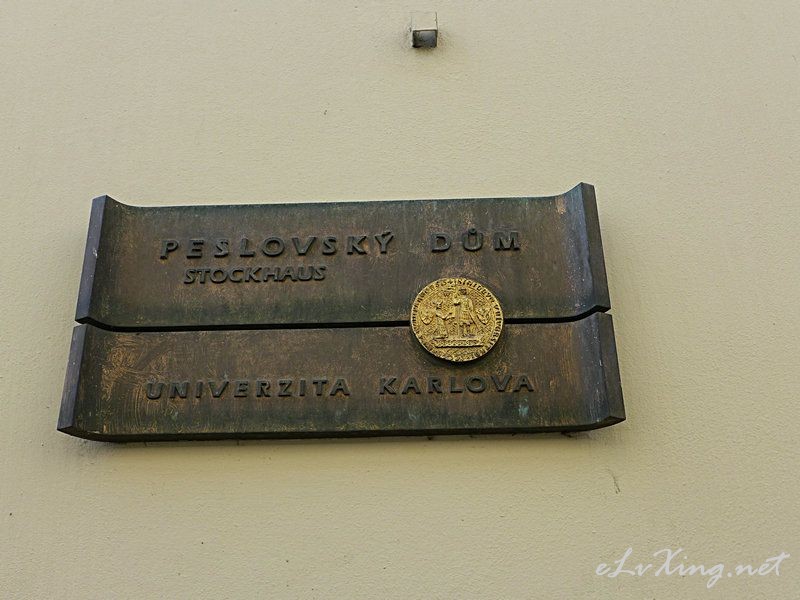 PESLOVSKÝ DŮM
STOCKHAUS
UNIVERZITA KARLOVA
eLvXing.net